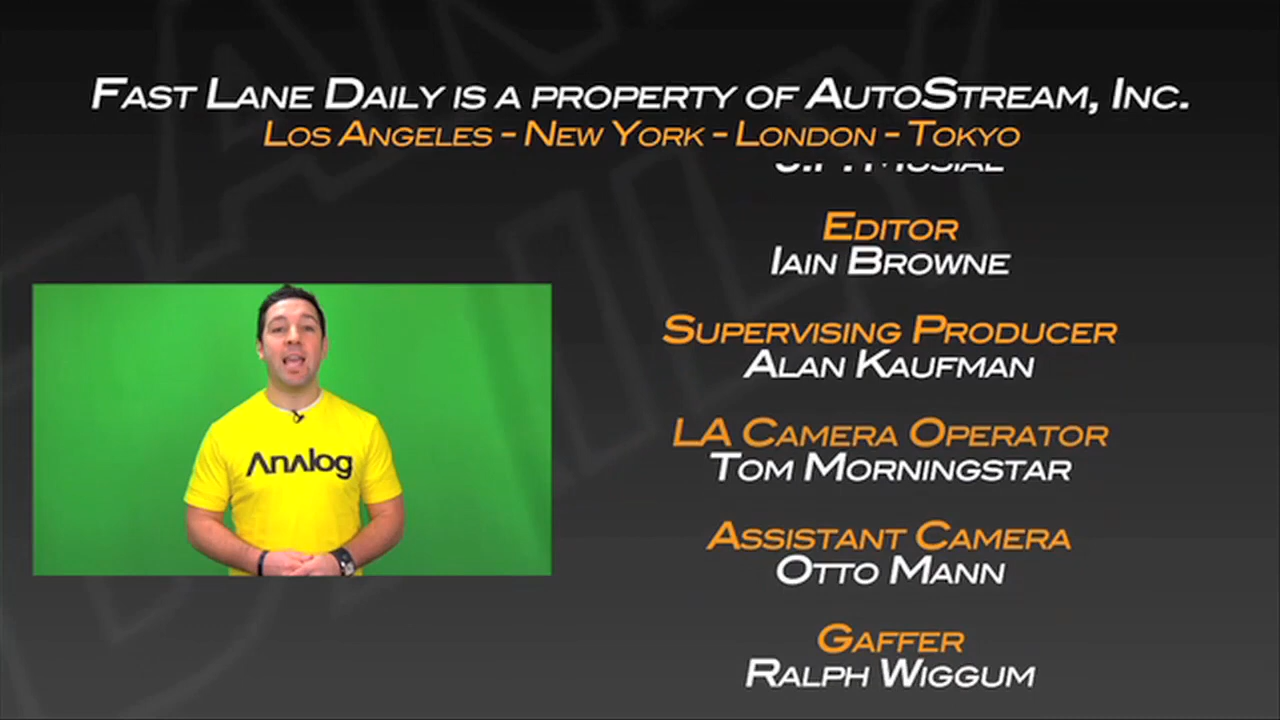 Fast Lane Daily is a property of AutoStream, Inc.
Los Angeles - New York - London - Tokyo
Editor
Iain Browne
Supervising Producer
Alan Kaufman
Analog
LA Camera Operator
Tom Morningstar
Assistant Camera
Otto Mann
Gaffer
Ralph Wiggum